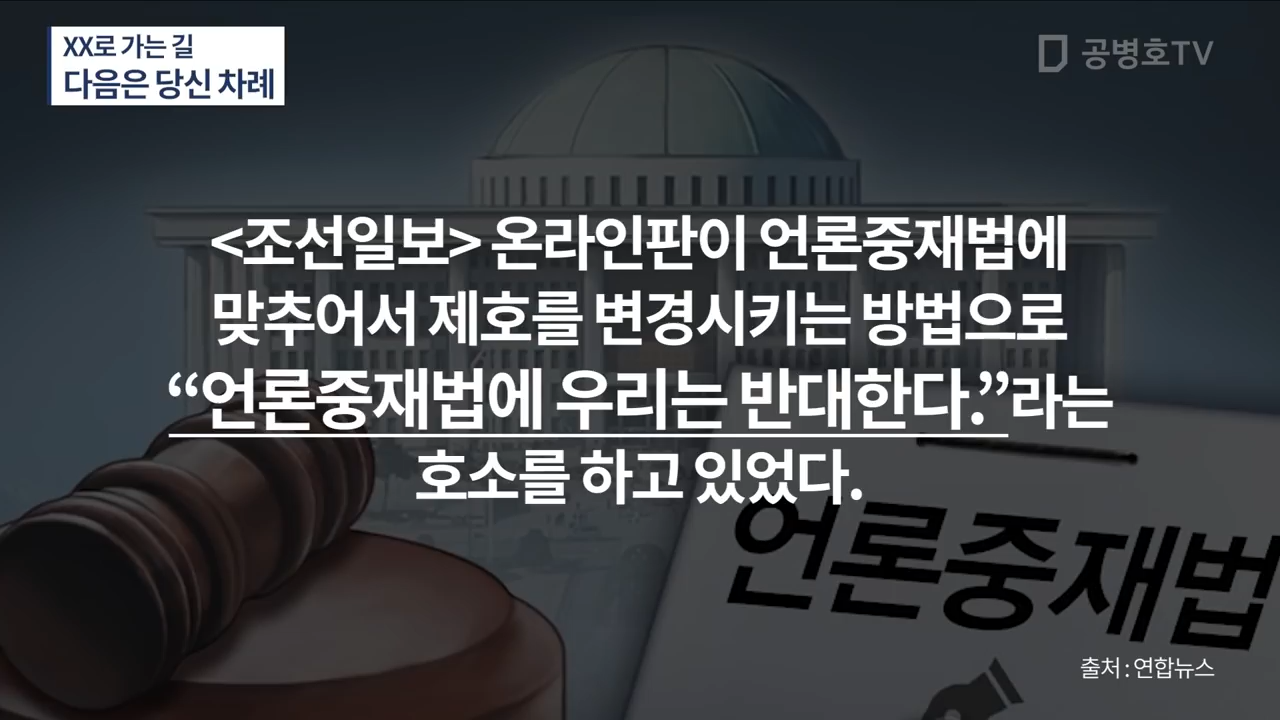 XX로 가는 길
다음은 당신 차례
공병호TV
<조선일보> 온라인판이 언론중재법에
맞추어서 제호를 변경시키는 방법으로
“언론중재법에 우리는 반대한다.”라는
호소를 하고 있었다.
언론중재법
출처 : 연합뉴스